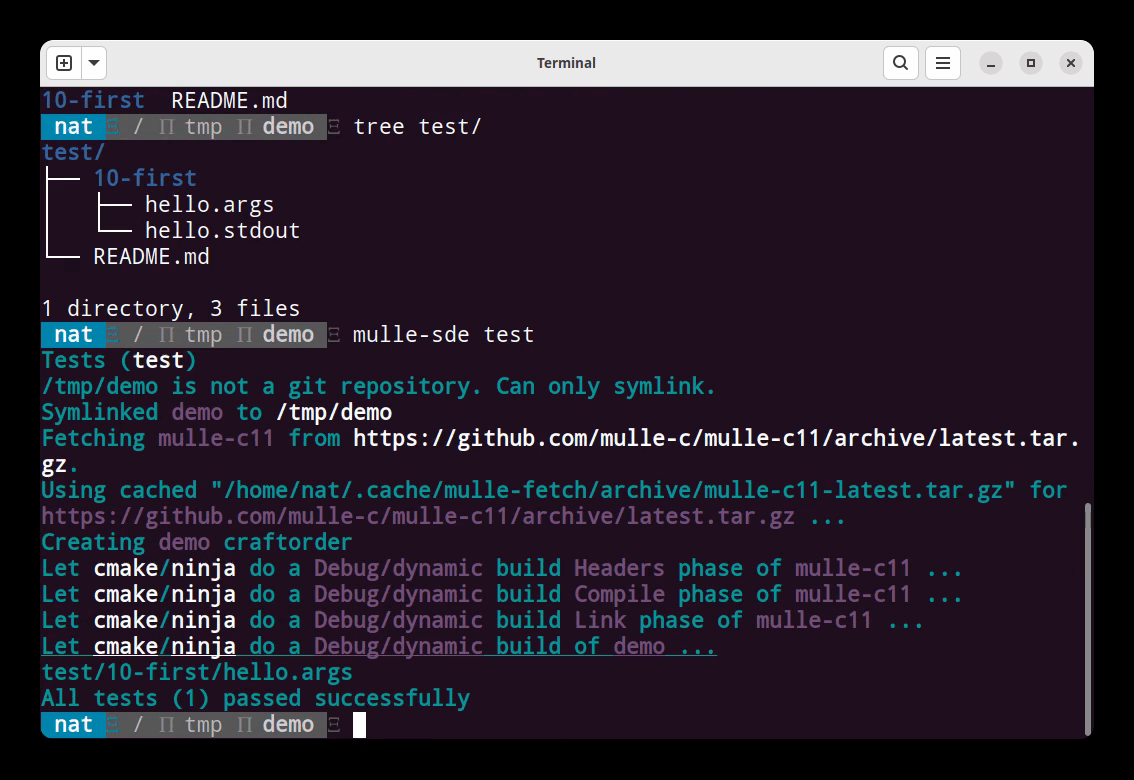 Terminal
10-first  README.md
nat Ξ / Π tmp Π demo Ξ tree test/
test/
├── 10-first
│   ├── hello.args
│   └── hello.stdout
└── README.md
1 directory, 3 files
nat Ξ / Π tmp Π demo Ξ mulle-sde test
Tests (test)
/tmp/demo is not a git repository. Can only symlink.
Symlinked demo to /tmp/demo
Fetching mulle-c11 from https://github.com/mulle-c/mulle-c11/archive/latest.tar.
gz.
Using cached "/home/nat/.cache/mulle-fetch/archive/mulle-c11-latest.tar.gz" for
https://github.com/mulle-c/mulle-c11/archive/latest.tar.gz ...
Creating demo craftorder
Let cmake/ninja do a Debug/dynamic build Headers phase of mulle-c11 ...
Let cmake/ninja do a Debug/dynamic build Compile phase of mulle-c11 ...
Let cmake/ninja do a Debug/dynamic build Link phase of mulle-c11 ...
Let cmake/ninja do a Debug/dynamic build of demo ...
test/10-first/hello.args
All tests (1) passed successfully
nat Ξ / Π tmp Π demo Ξ